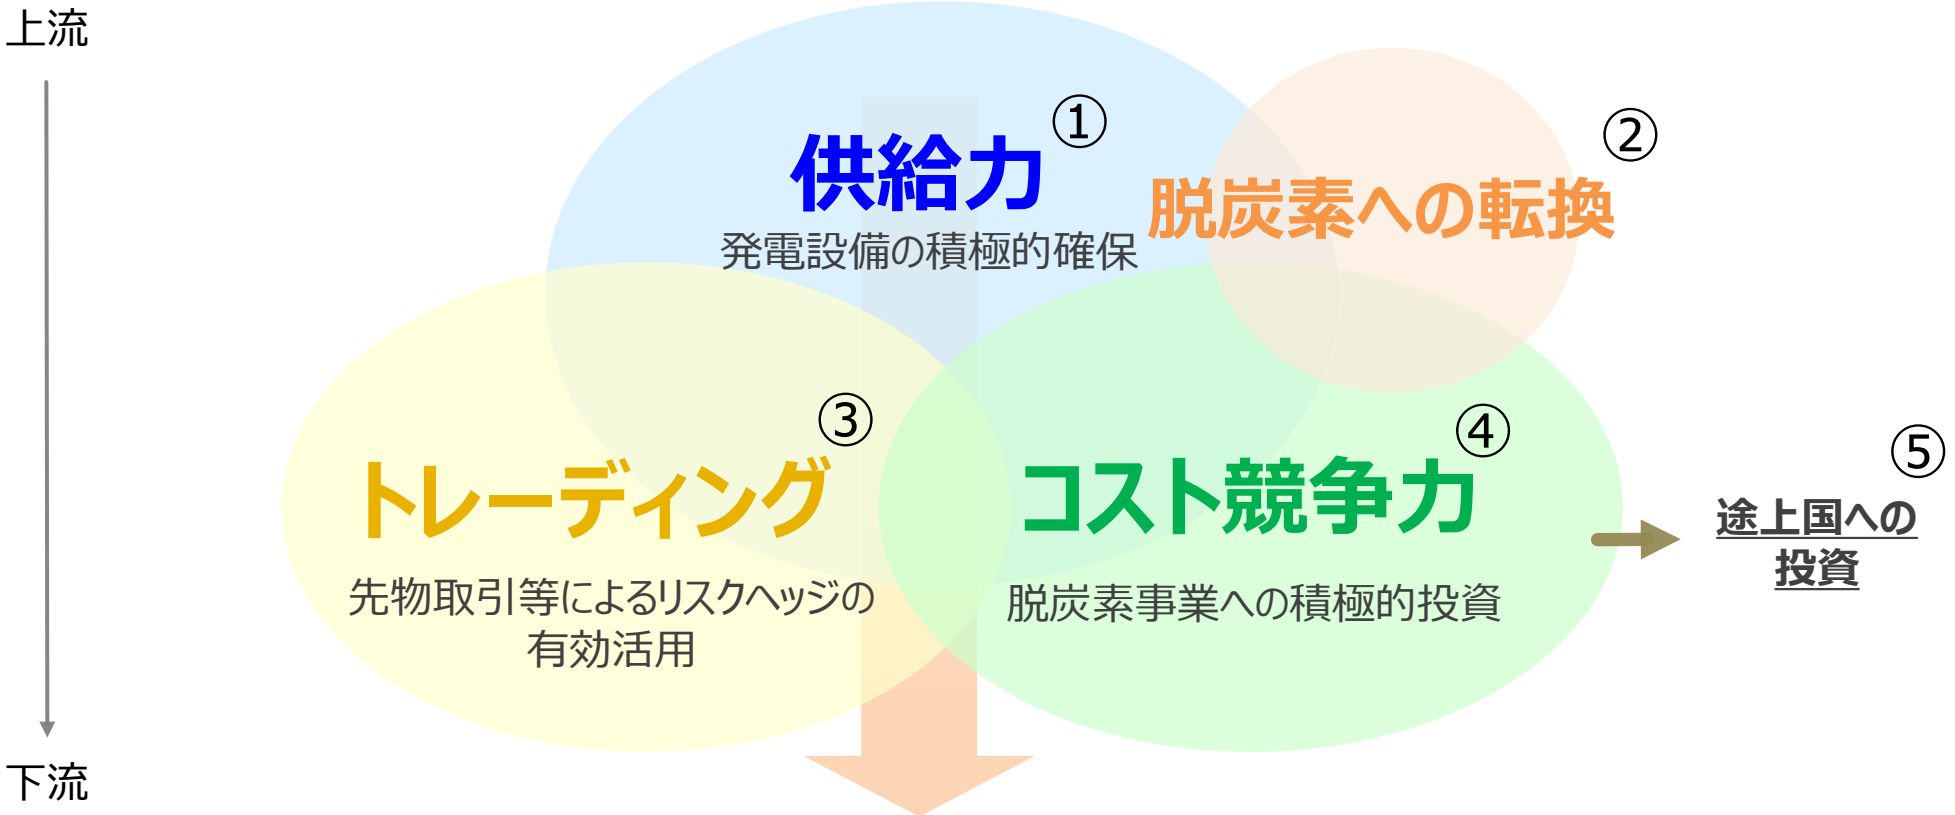 上流
①
供給力
発電設備の積極的確保
②
脱炭素への転換
③
トレーディング
先物取引等によるリスクヘッジの
有効活用
④
コスト競争力
脱炭素事業への積極的投資
⑤
途上国への
投資
下流